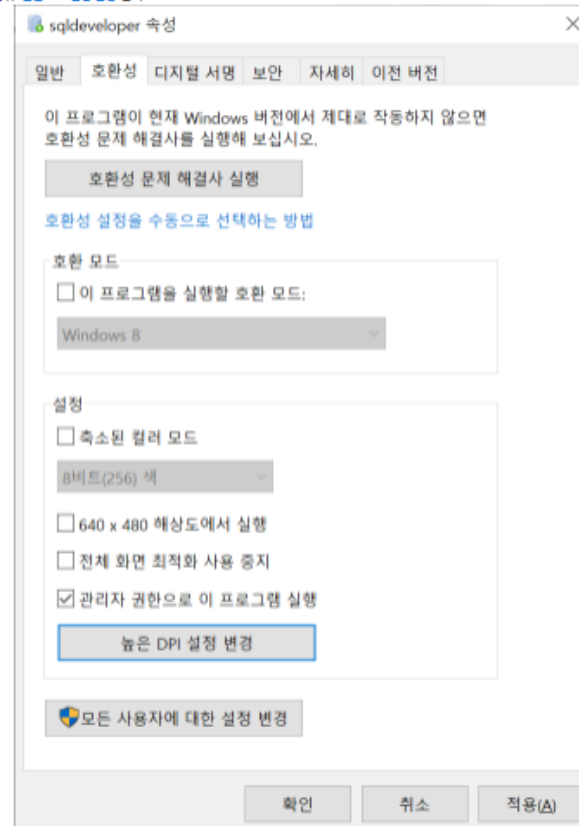 sqldeveloper 속성
일반 호환성 디지털 서명 보안 자세히 이전 버전
이 프로그램이 현재 Windows 버전에서 제대로 작동하지 않으면
호환성 문제 해결사를 실행해 보십시오.
호환성 문제 해결사 실행
호환성 설정을 수동으로 선택하는 방법
호환 모드
이 프로그램을 실행할 호환 모드:
Windows 8
설정
축소된 컬러 모드
8비트(256) 색
640 x 480 해상도에서 실행
전체 화면 최적화 사용 중지
관리자 권한으로 이 프로그램 실행
높은 DPI 설정 변경
모든 사용자에 대한 설정 변경
확인 취소 적용(A)